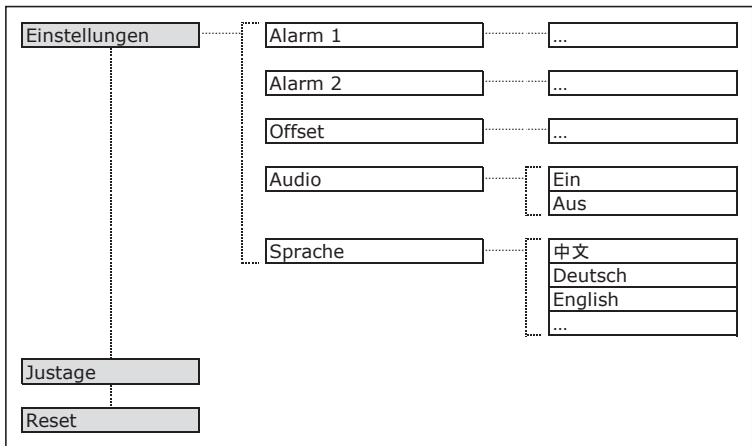 Einstellungen
Alarm 1
...
Alarm 2
...
Offset
...
Audio
Ein
Aus
Sprache
中文
Deutsch
English
...
Justage
Reset